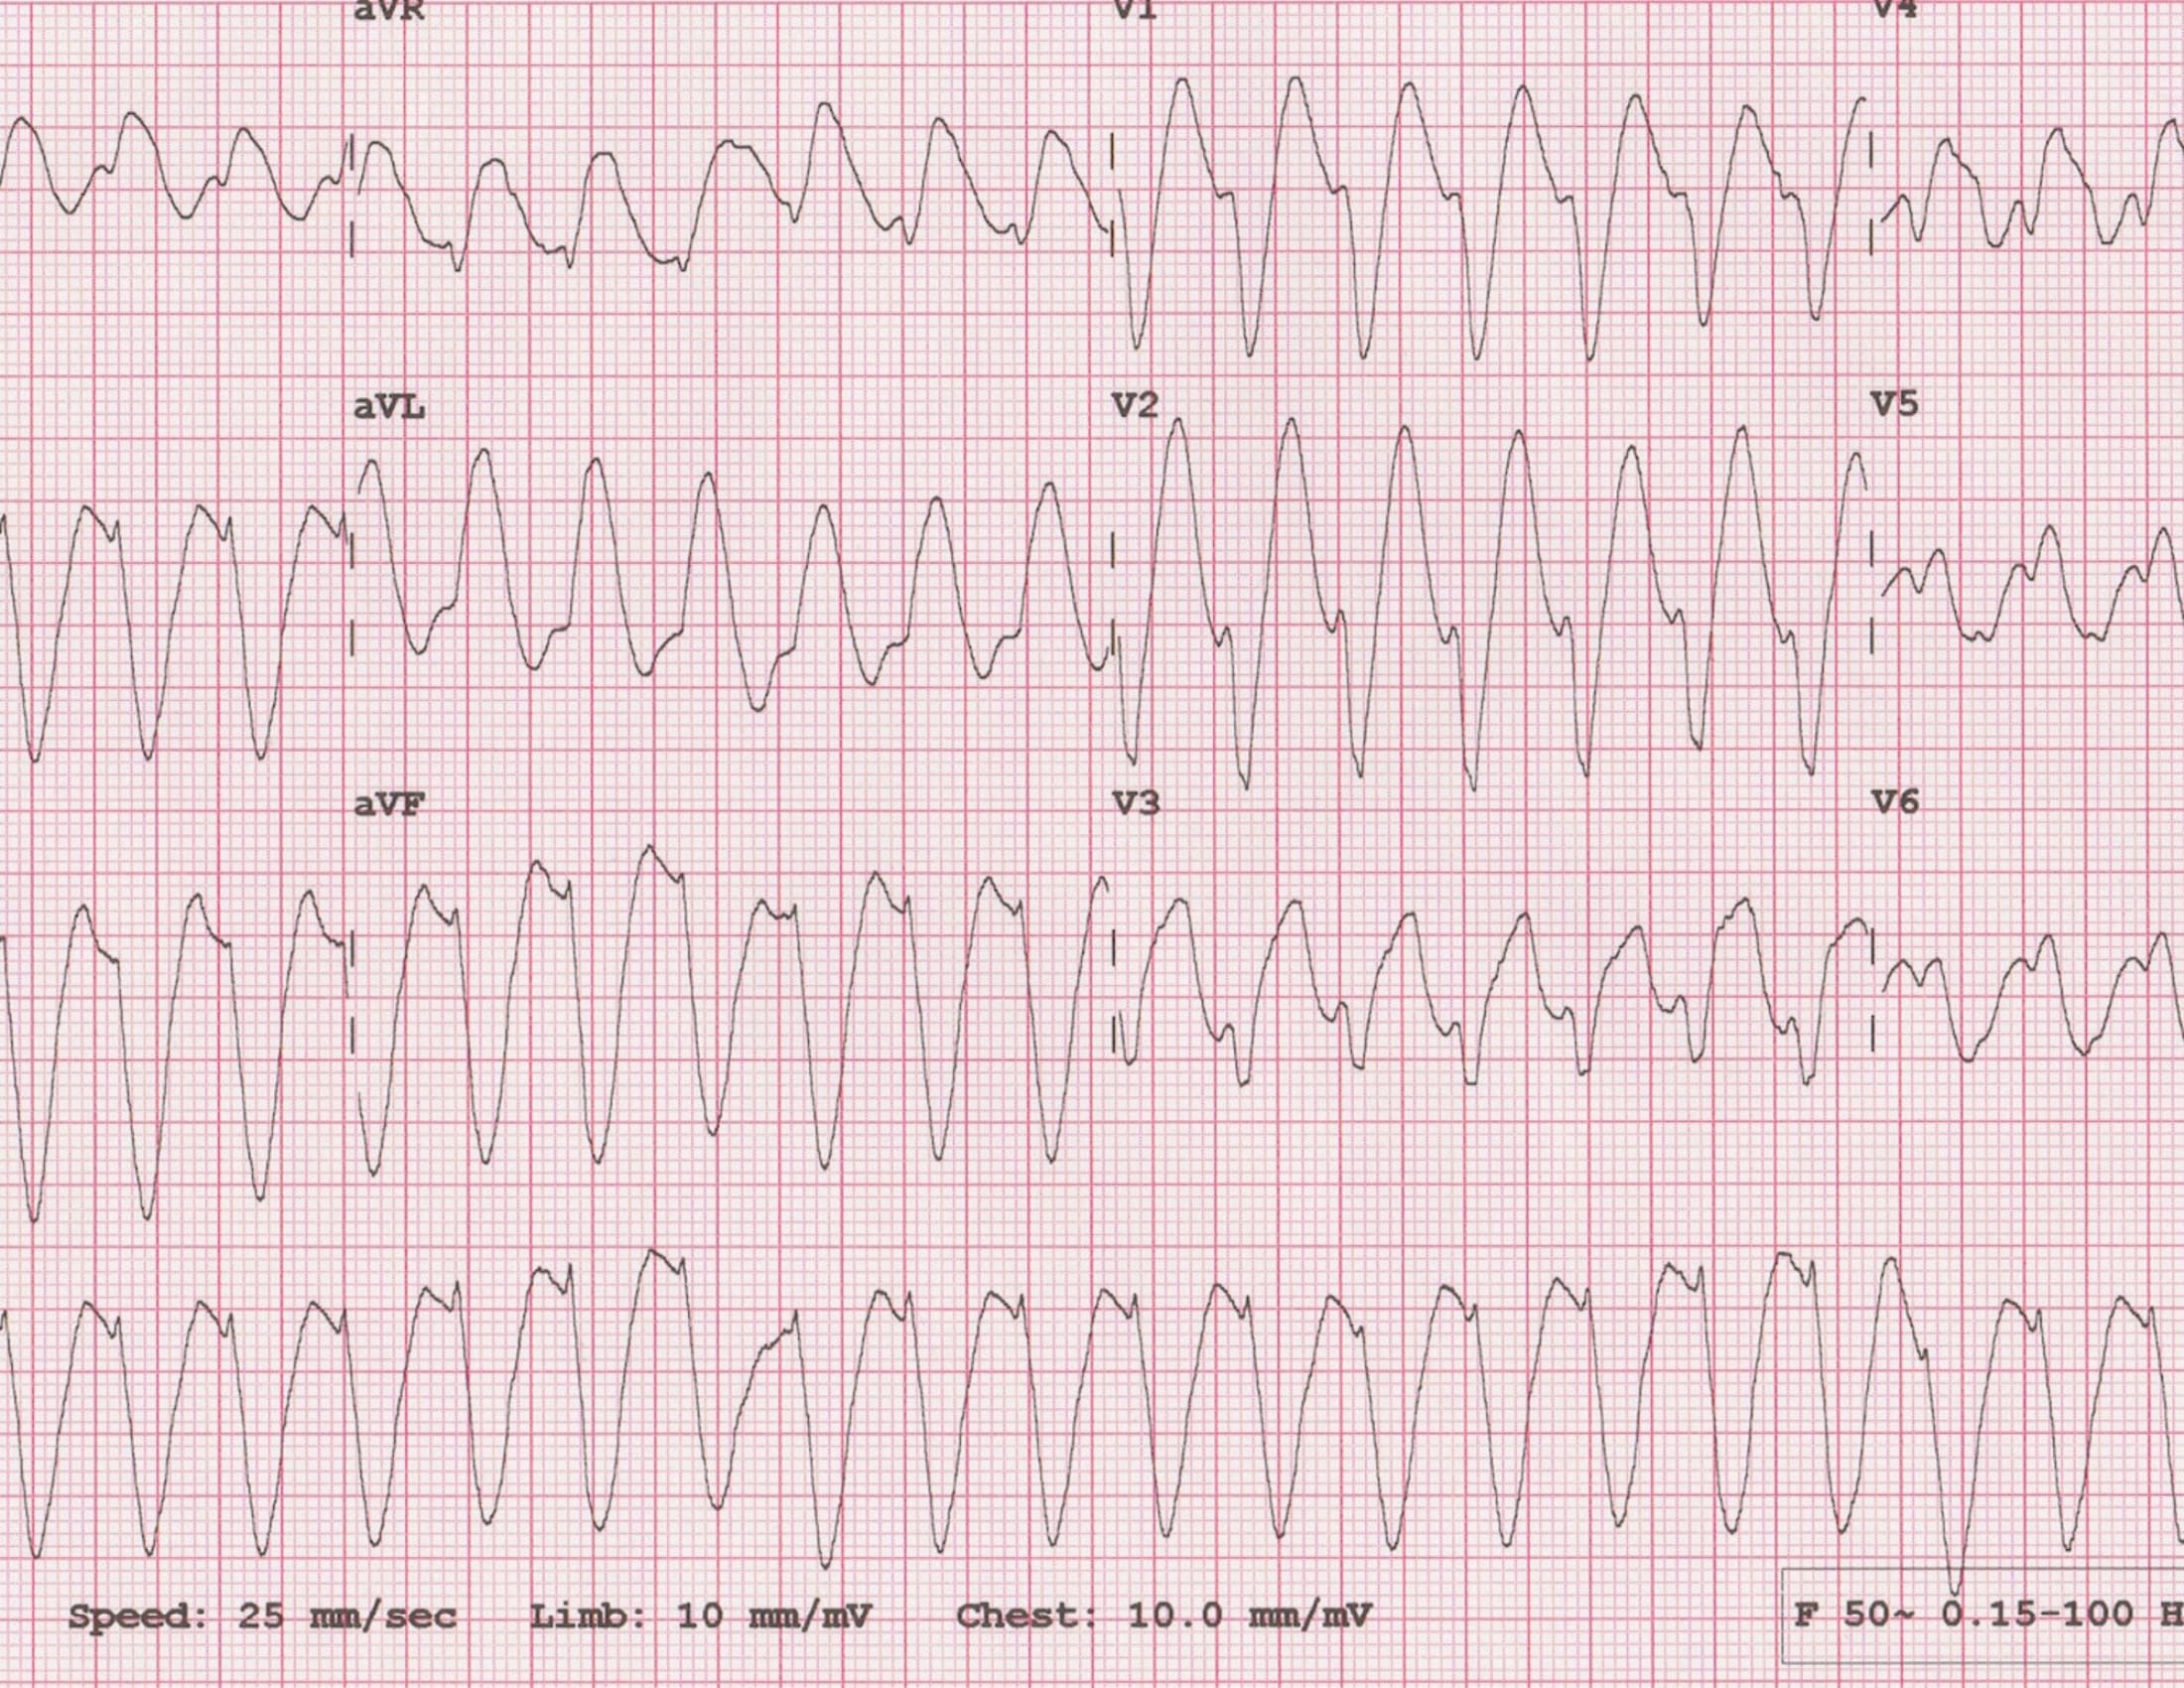 aVR V1 V4
aVL V2 V5
aVF V3 V6
Speed: 25 mm/sec Limb: 10 mm/mV Chest: 10.0 mm/mV F 50~ 0.15-100 H